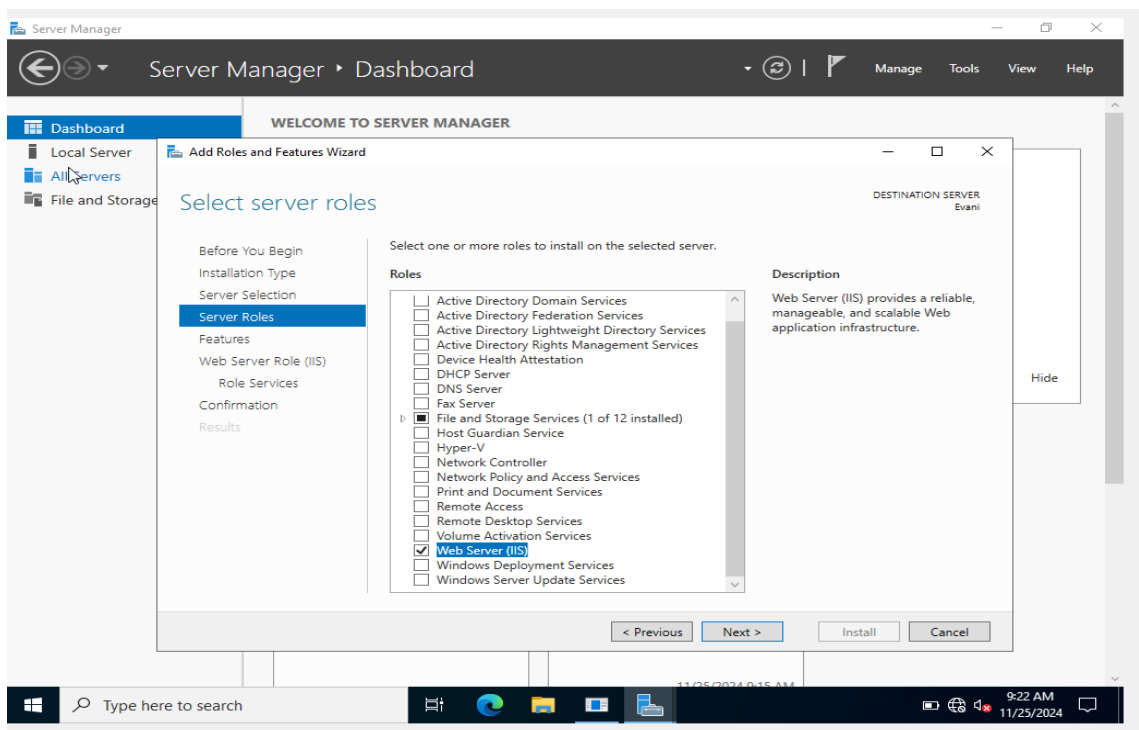 Server Manager
Server Manager • Dashboard
Manage Tools View Help
Dashboard
Local Server
All Servers
File and Storage
WELCOME TO SERVER MANAGER
Add Roles and Features Wizard
Select server roles
DESTINATION SERVER
Evani
Before You Begin
Installation Type
Server Selection
Server Roles
Features
Web Server Role (IIS)
Role Services
Confirmation
Results
Select one or more roles to install on the selected server.
Roles
Active Directory Domain Services
Active Directory Federation Services
Active Directory Lightweight Directory Services
Active Directory Rights Management Services
Device Health Attestation
DHCP Server
DNS Server
Fax Server
File and Storage Services (1 of 12 installed)
Host Guardian Service
Hyper-V
Network Controller
Network Policy and Access Services
Print and Document Services
Remote Access
Remote Desktop Services
Volume Activation Services
Web Server (IIS)
Windows Deployment Services
Windows Server Update Services
Description
Web Server (IIS) provides a reliable,
manageable, and scalable Web
application infrastructure.
Hide
< Previous Next > Install Cancel
11/25/2024 9:15 AM
Type here to search
9:22 AM
11/25/2024